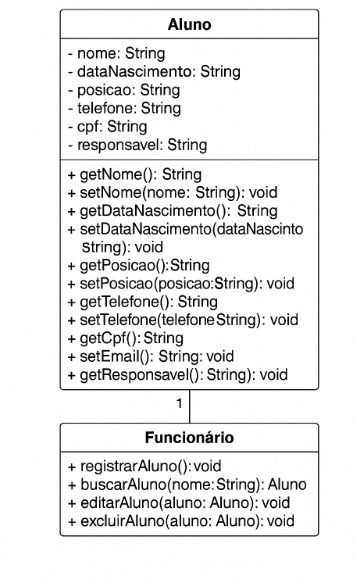 Aluno
- nome: String
- dataNascimento: String
- posicao: String
- telefone: String
- cpf: String
- responsavel: String
+ getNome(): String
+ setNome(nome: String): void
+ getDataNascimento(): String
+ setDataNascimento(dataNascinto
String): void
+ getPosicao():String
+ setPosicao(posicao:String): void
+ getTelefone(): String
+ setTelefone(telefoneString): void
+ getCpf(): String
+ setEmail(): String: void
+ getResponsavel(): String): void
1
Funcionário
+ registrarAluno():void
+ buscarAluno(nome:String): Aluno
+ editarAluno(aluno: Aluno): void
+ excluirAluno(aluno: Aluno): void